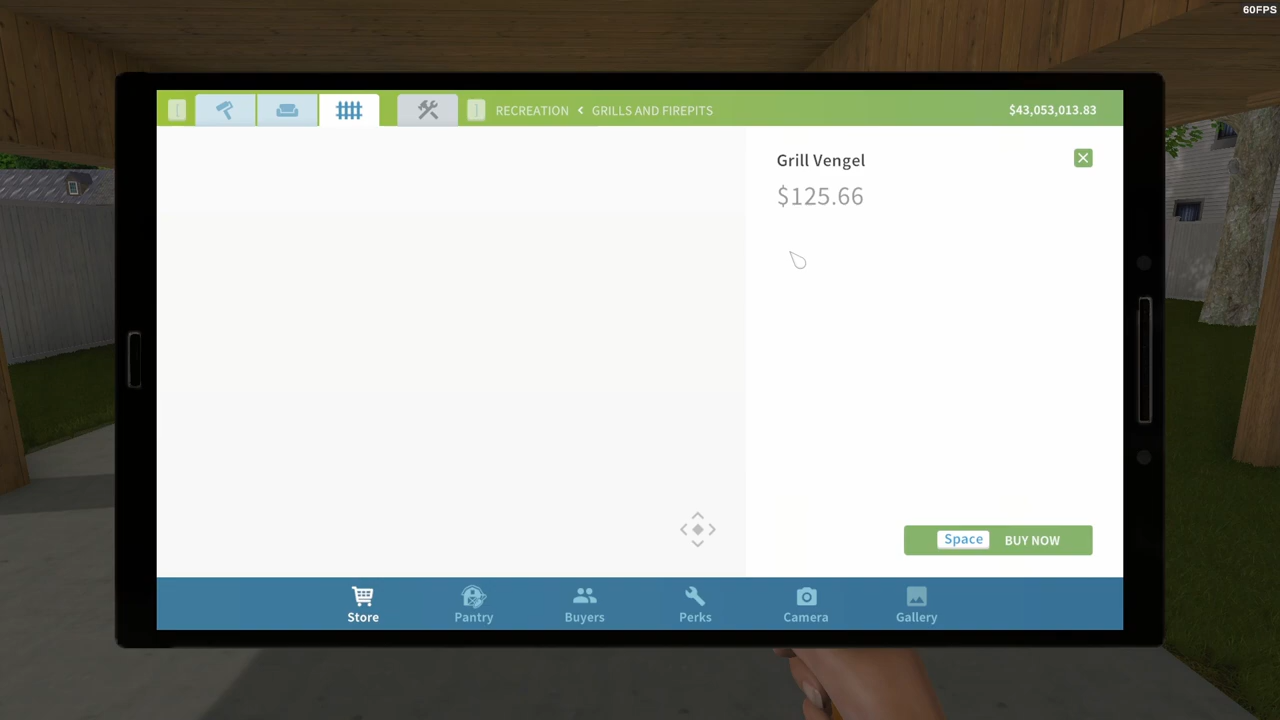 60FPS
RECREATION < GRILLS AND FIREPITS
$43,053,013.83
Grill Vengel
$125.66
Space BUY NOW
Store
Pantry
Buyers
Perks
Camera
Gallery